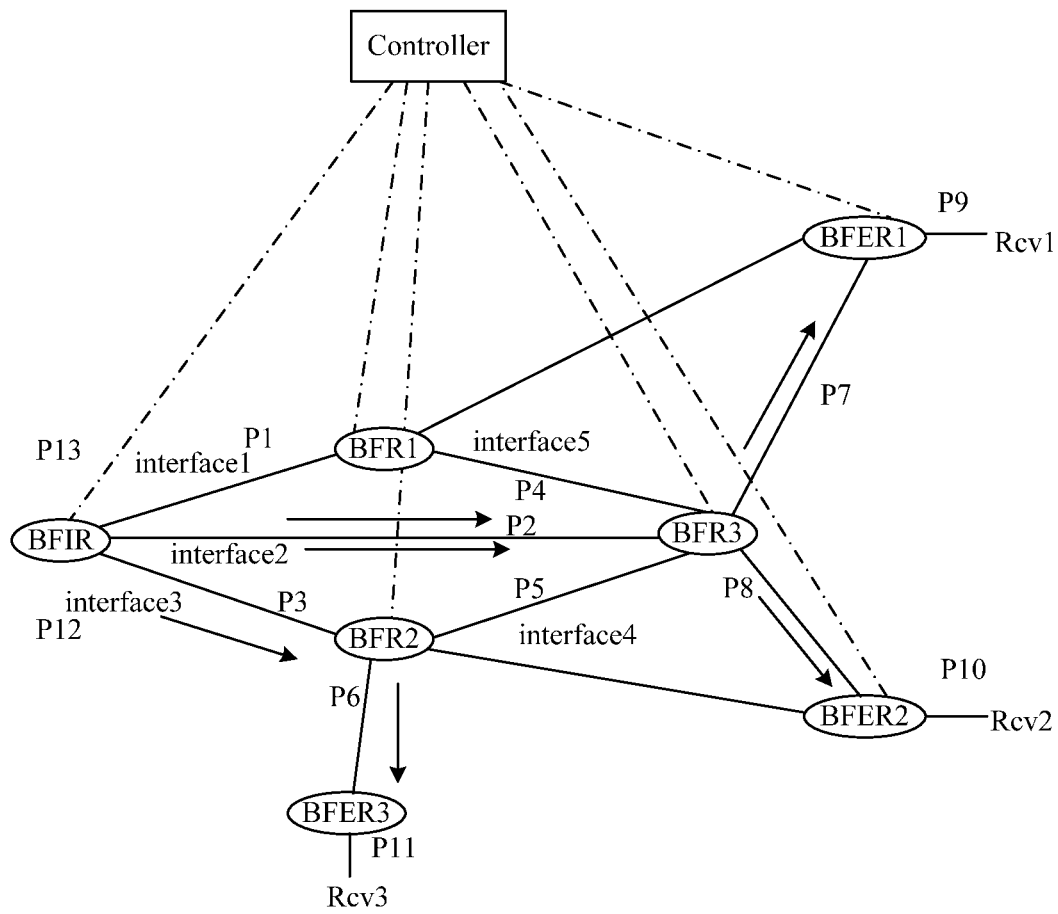 Controller
P9
BFER1
Rcv1
P7
P13
P1
interface1
BFR1
interface5
P4
BFIR
P2
interface2
BFR3
interface3
P12
P3
P5
P8
BFR2
interface4
P6
P10
BFER2
Rcv2
BFER3
P11
Rcv3